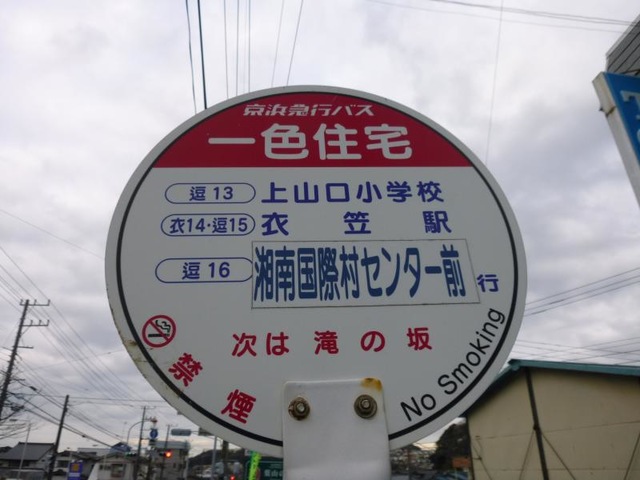 京浜急行バス
一色住宅
逗13 上山口小学校
衣14・逗15 衣笠駅
逗16 湘南国際村センター前 行
次は 滝の坂
禁煙
No Smoking